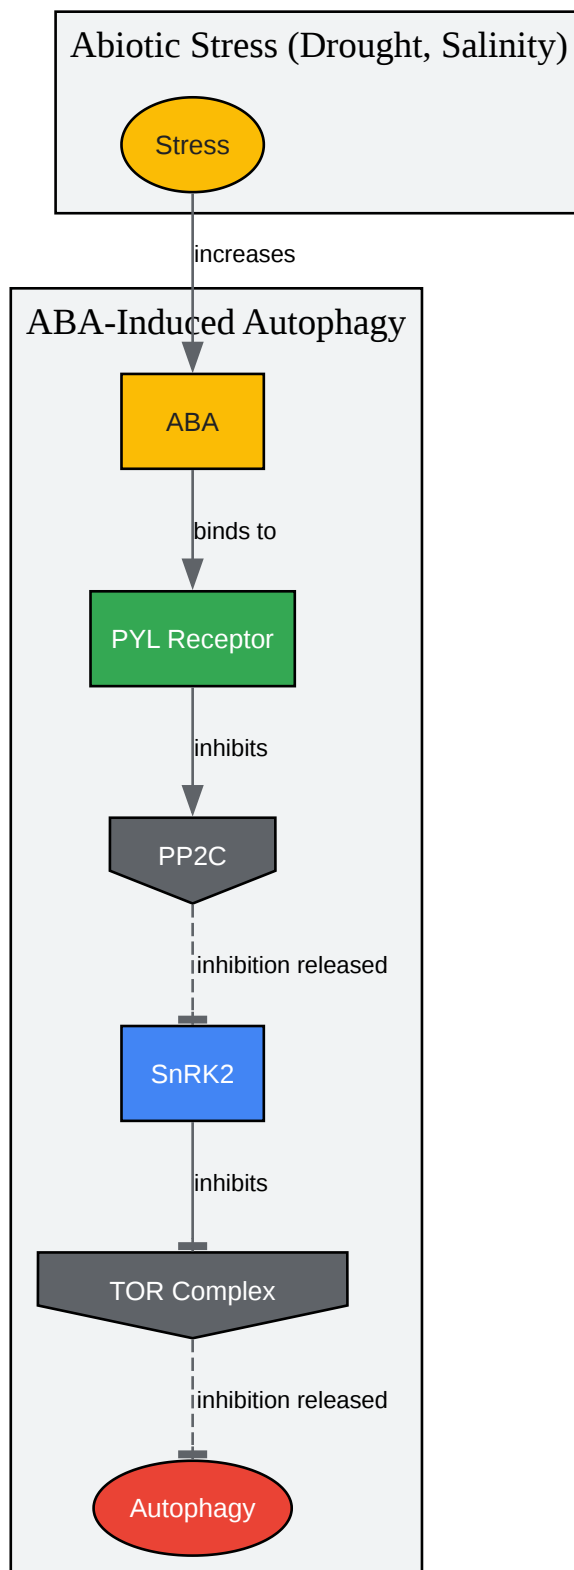 Abiotic Stress (Drought, Salinity)
Stress
increases
ABA-Induced Autophagy
ABA
binds to
PYL Receptor
inhibits
PP2C
inhibition released
SnRK2
inhibits
TOR Complex
inhibition released
Autophagy